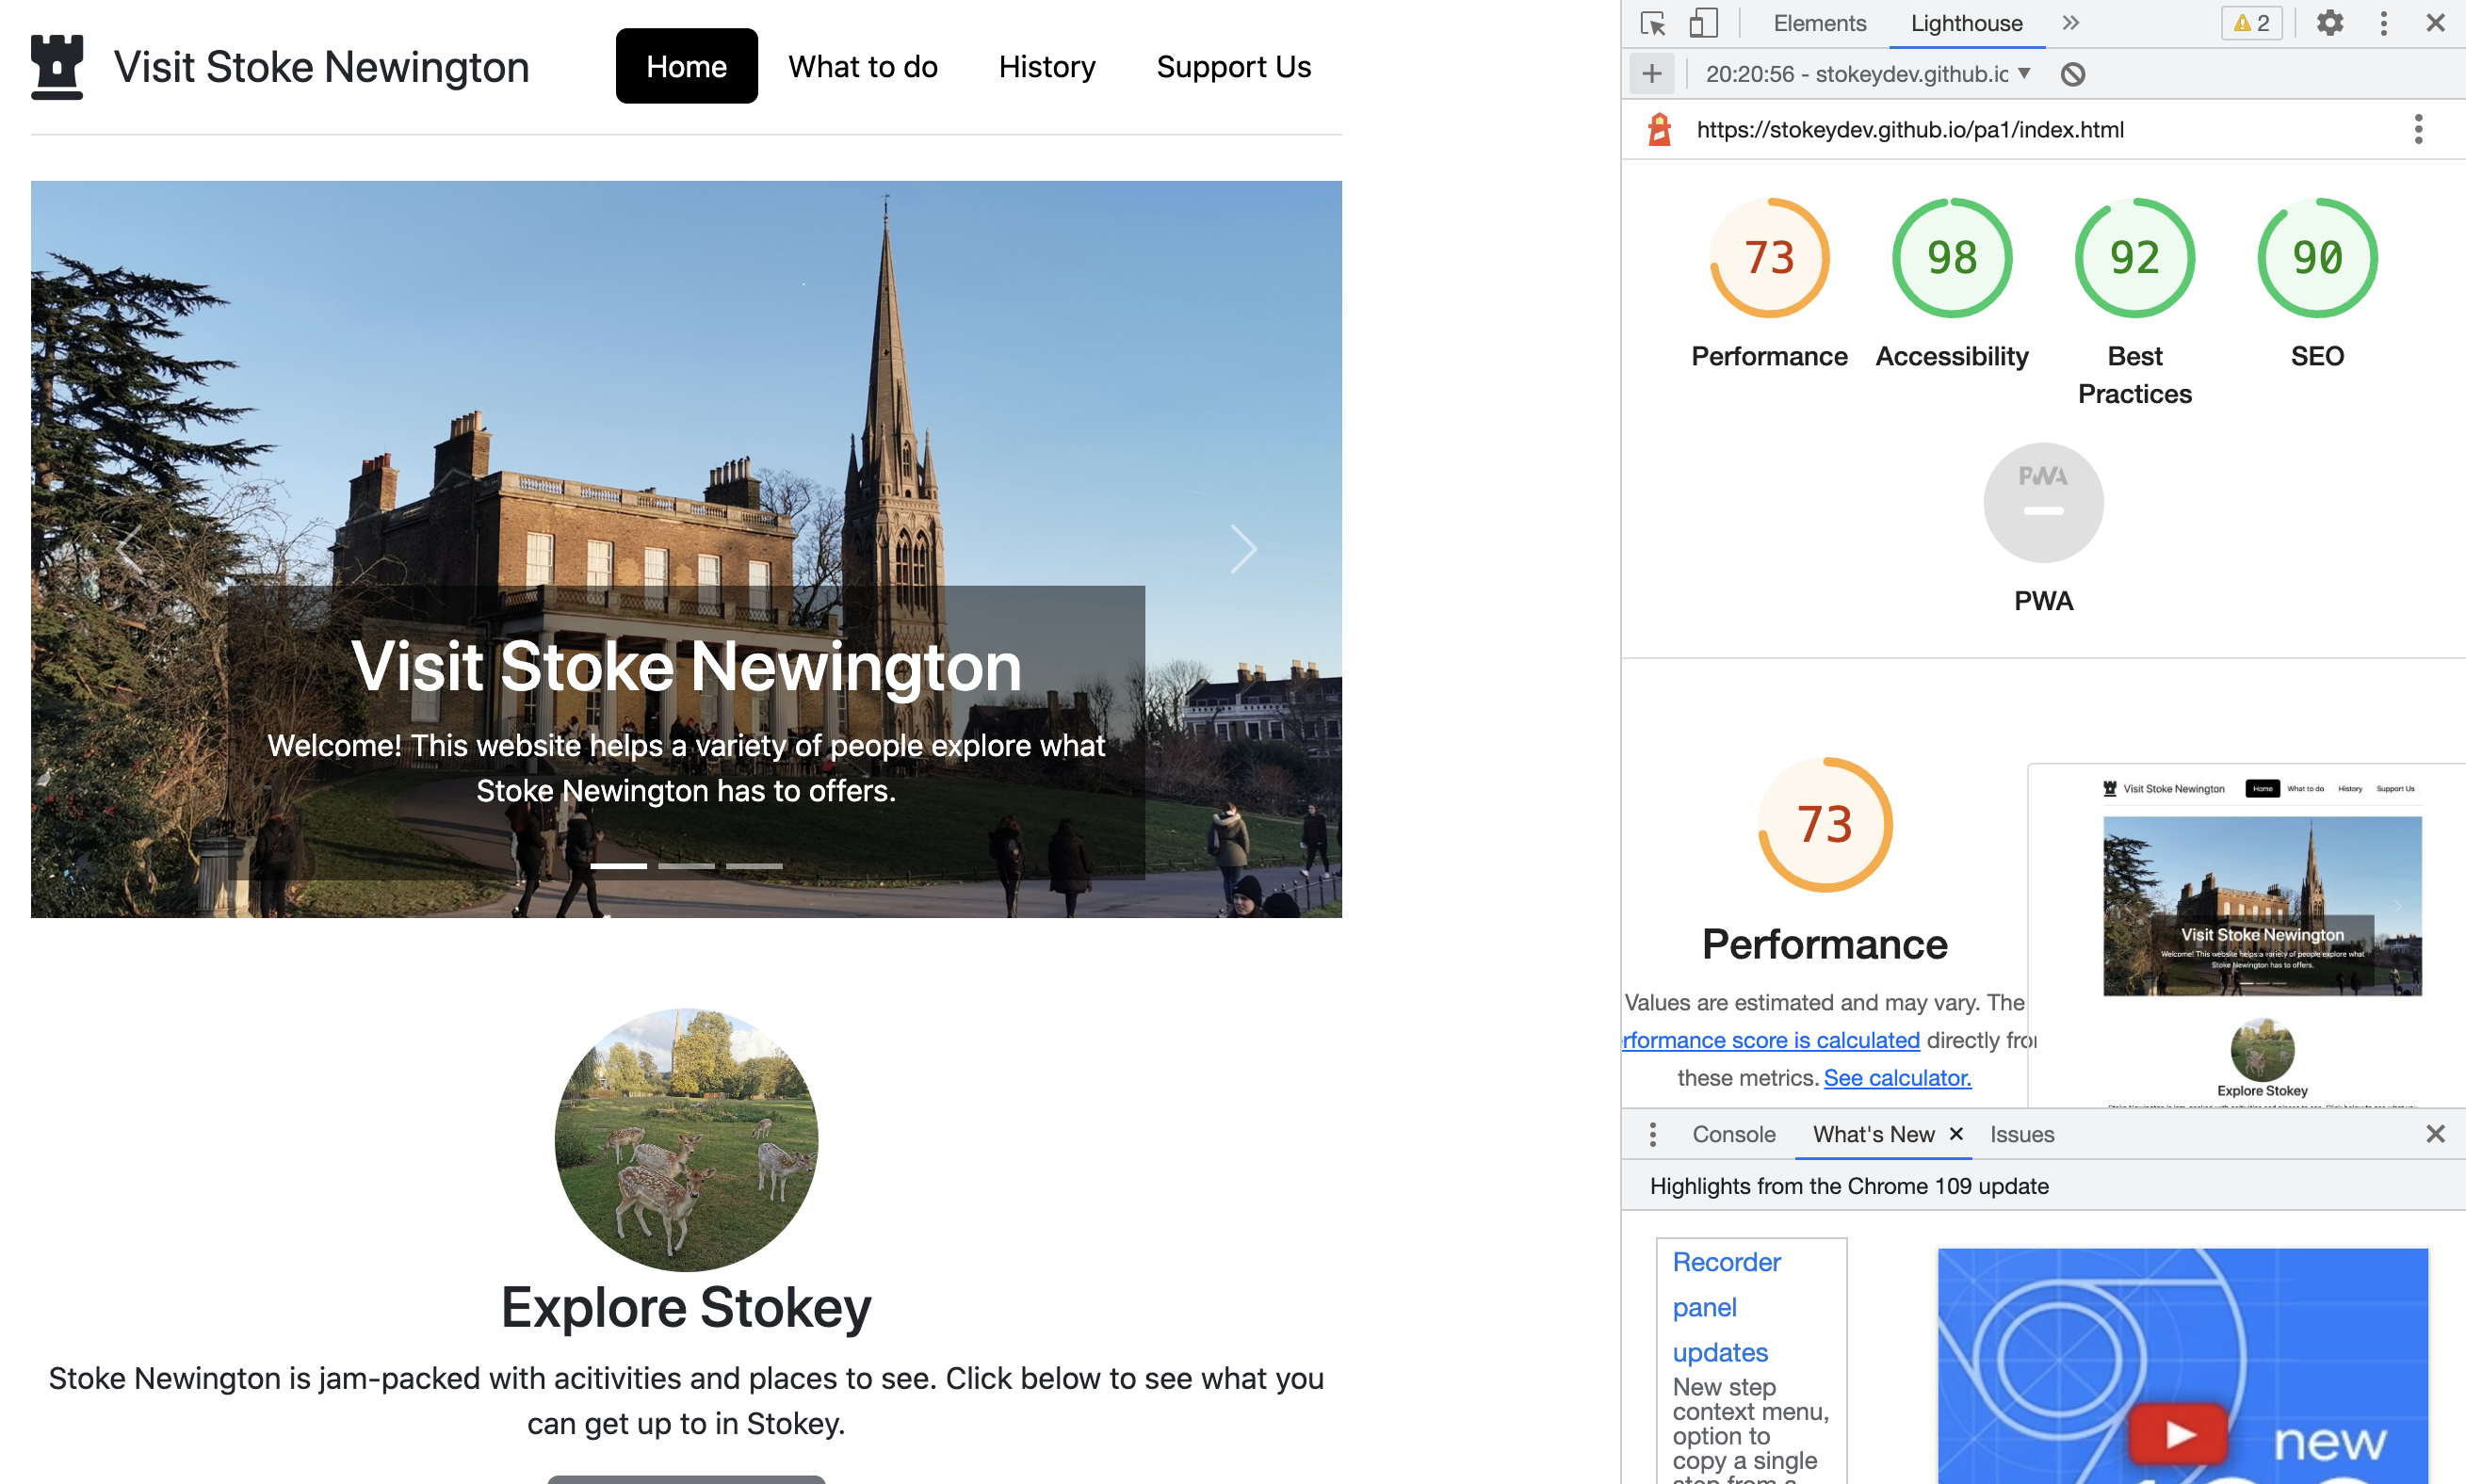 Visit Stoke Newington
Home
What to do
History
Support Us
Visit Stoke Newington
Welcome! This website helps a variety of people explore what
Stoke Newington has to offers.
Explore Stokey
Stoke Newington is jam-packed with acitivities and places to see. Click below to see what you
can get up to in Stokey.
Elements
Lighthouse
2
20:20:56 - stokeydev.github.ic
https://stokeydev.github.io/pa1/index.html
73
98
92
90
Performance
Accessibility
Best
Practices
SEO
PWA
PWA
73
Performance
Values are estimated and may vary. The
rformance score is calculated directly fro
these metrics. See calculator.
Visit Stoke Newington
Home
What to do
History
Support Us
Visit Stoke Newington
Welcome! This website helps a variety of people explore what
Stoke Newington has to offers.
Explore Stokey
Console
What's New
Issues
Highlights from the Chrome 109 update
Recorder
panel
updates
New step
context menu,
option to
copy a single
step from a
new